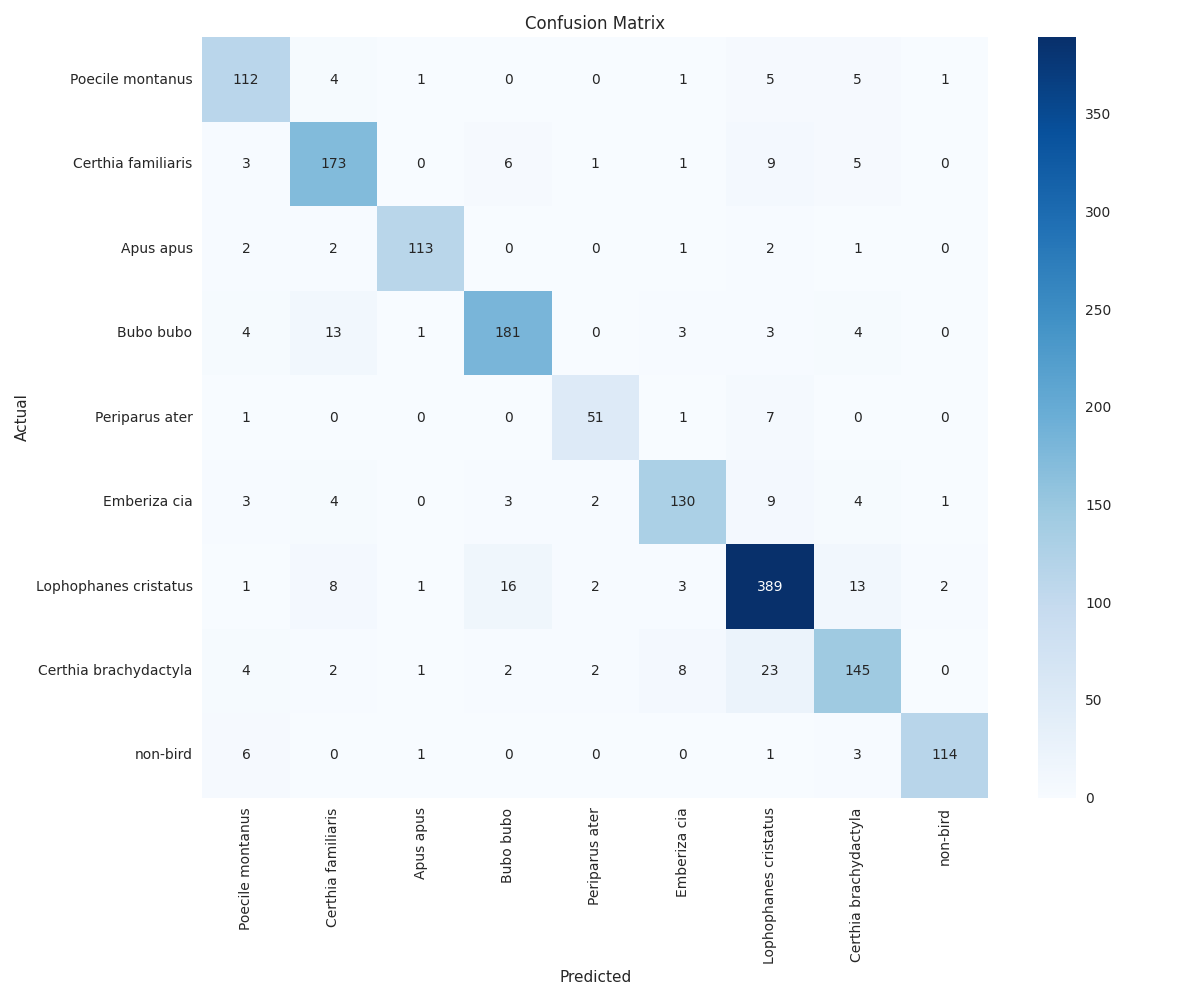 Confusion Matrix
Poecile montanus 112 4 1 0 0 1 5 5 1
350
Certhia familiaris 3 173 0 6 1 1 9 5 0
300
Apus apus 2 2 113 0 0 1 2 1 0
250
Bubo bubo 4 13 1 181 0 3 3 4 0
200
Actual
Periparus ater 1 0 0 0 51 1 7 0 0
150
Emberiza cia 3 4 0 3 2 130 9 4 1
100
Lophophanes cristatus 1 8 1 16 2 3 389 13 2
50
Certhia brachydactyla 4 2 1 2 2 8 23 145 0
non-bird 6 0 1 0 0 0 1 3 114
0
Poecile montanus
Certhia familiaris
Apus apus
Bubo bubo
Periparus ater
Emberiza cia
Lophophanes cristatus
Certhia brachydactyla
non-bird
Predicted